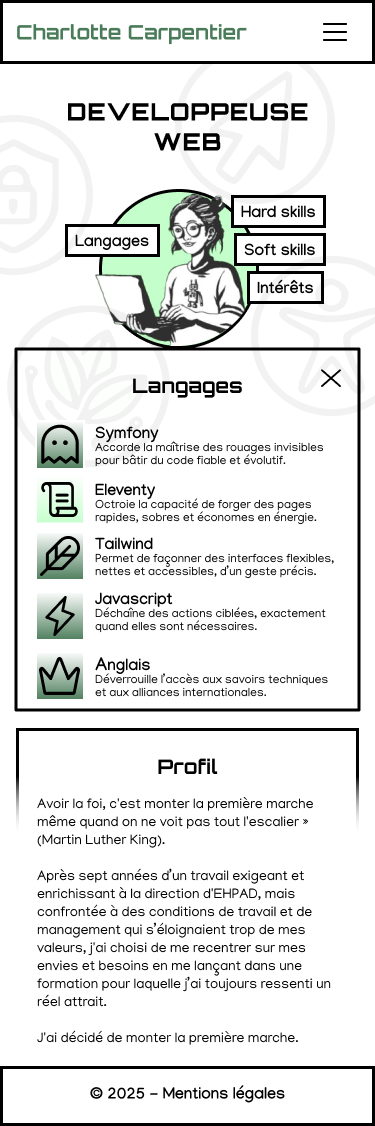 Charlotte Carpentier
DEVELOPPEUSE
WEB
Langages
Hard skills
Soft skills
Intérêts
Langages
Symfony
Accorde la maîtrise des rouages invisibles
pour bâtir du code fiable et évolutif.
Eleventy
Octroie la capacité de forger des pages
rapides, sobres et économes en énergie.
Tailwind
Permet de façonner des interfaces flexibles,
nettes et accessibles, d'un geste précis.
Javascript
Déchaîne des actions ciblées, exactement
quand elles sont nécessaires.
Anglais
Déverrouille l'accès aux savoirs techniques
et aux alliances internationales.
Profil
Avoir la foi, c'est monter la première marche
même quand on ne voit pas tout l'escalier »
(Martin Luther King).
Après sept années d'un travail exigeant et
enrichissant à la direction d'EHPAD, mais
confrontée à des conditions de travail et de
management qui s'éloignaient trop de mes
valeurs, j'ai choisi de me recentrer sur mes
envies et besoins en me lançant dans une
formation pour laquelle j'ai toujours ressenti un
réel attrait.
J'ai décidé de monter la première marche.
© 2025 - Mentions légales